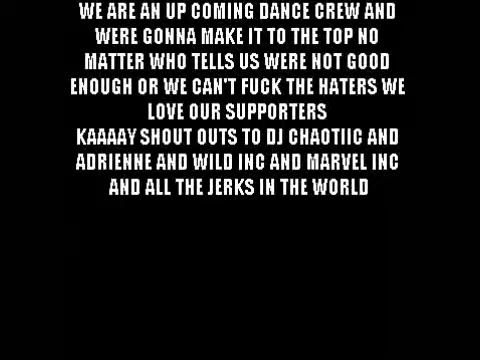 WE ARE AN UP COMING DANCE CREW AND
WERE GONNA MAKE IT TO THE TOP NO
MATTER WHO TELLS US WERE NOT GOOD
ENOUGH OR WE CAN'T FUCK THE HATERS WE
LOVE OUR SUPPORTERS
KAAAAY SHOUT OUTS TO DJ CHAOTIIC AND
ADRIENNE AND WILD INC AND MARVEL INC
AND ALL THE JERKS IN THE WORLD